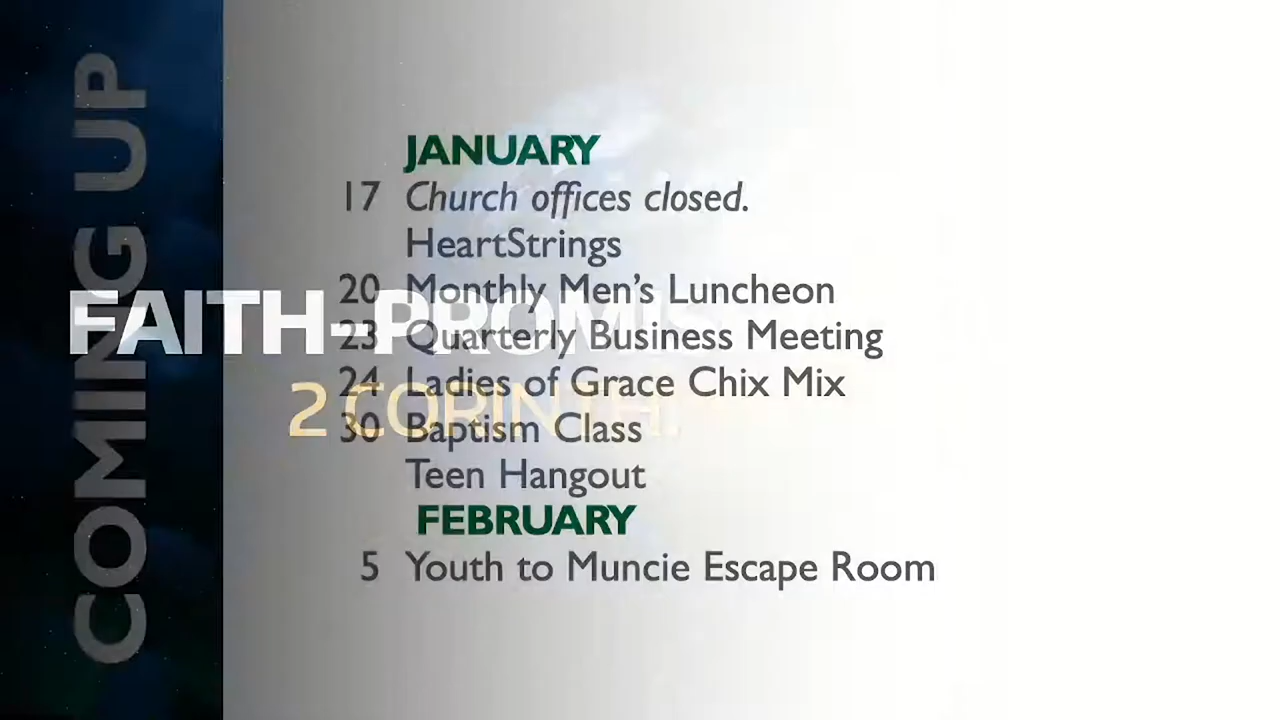 COMING UP
JANUARY
17 Church offices closed.
HeartStrings
20 Monthly Men's Luncheon
23 Quarterly Business Meeting
24 Ladies of Grace Chix Mix
30 Baptism Class
Teen Hangout
FEBRUARY
5 Youth to Muncie Escape Room
FAITH-PROMIS
2 CORINTH